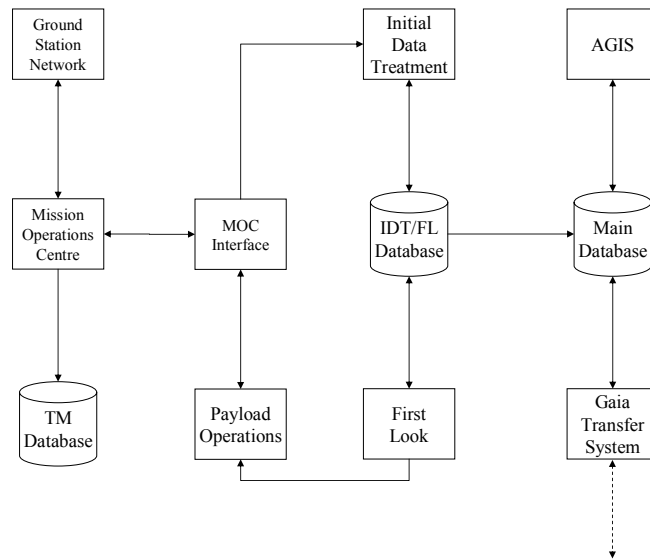 Ground
Station
Network
Initial
Data
Treatment
AGIS
Mission
Operations
Centre
MOC
Interface
IDT/FL
Database
Main
Database
TM
Database
Payload
Operations
First
Look
Gaia
Transfer
System